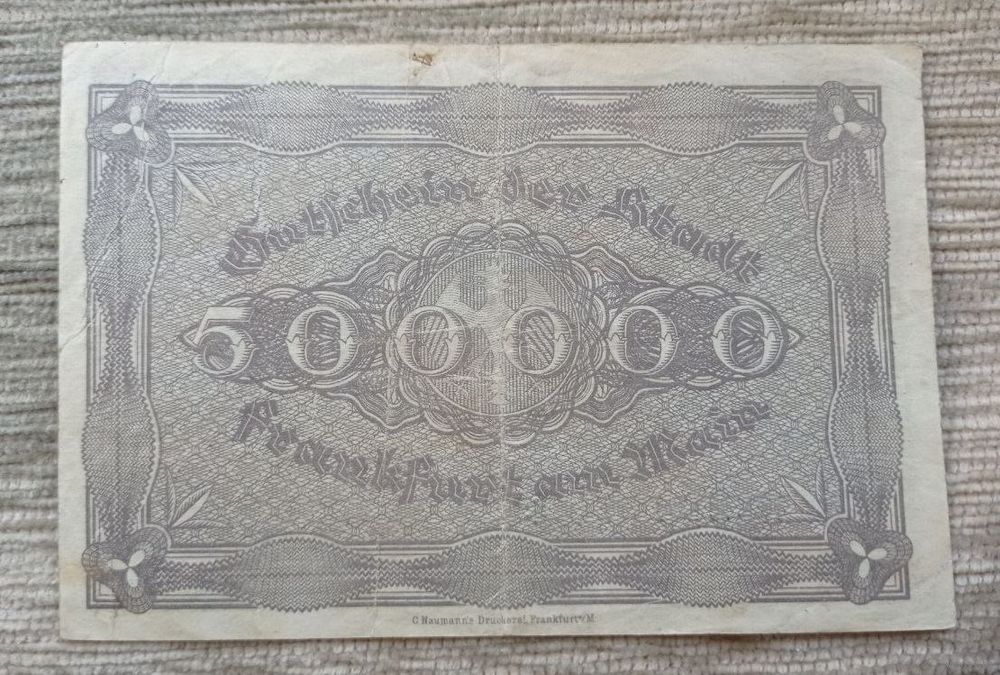 Gutschein der Stadt
500000
Frankfurt am Main
C. Naumann's Druckerei, Frankfurt a/M.